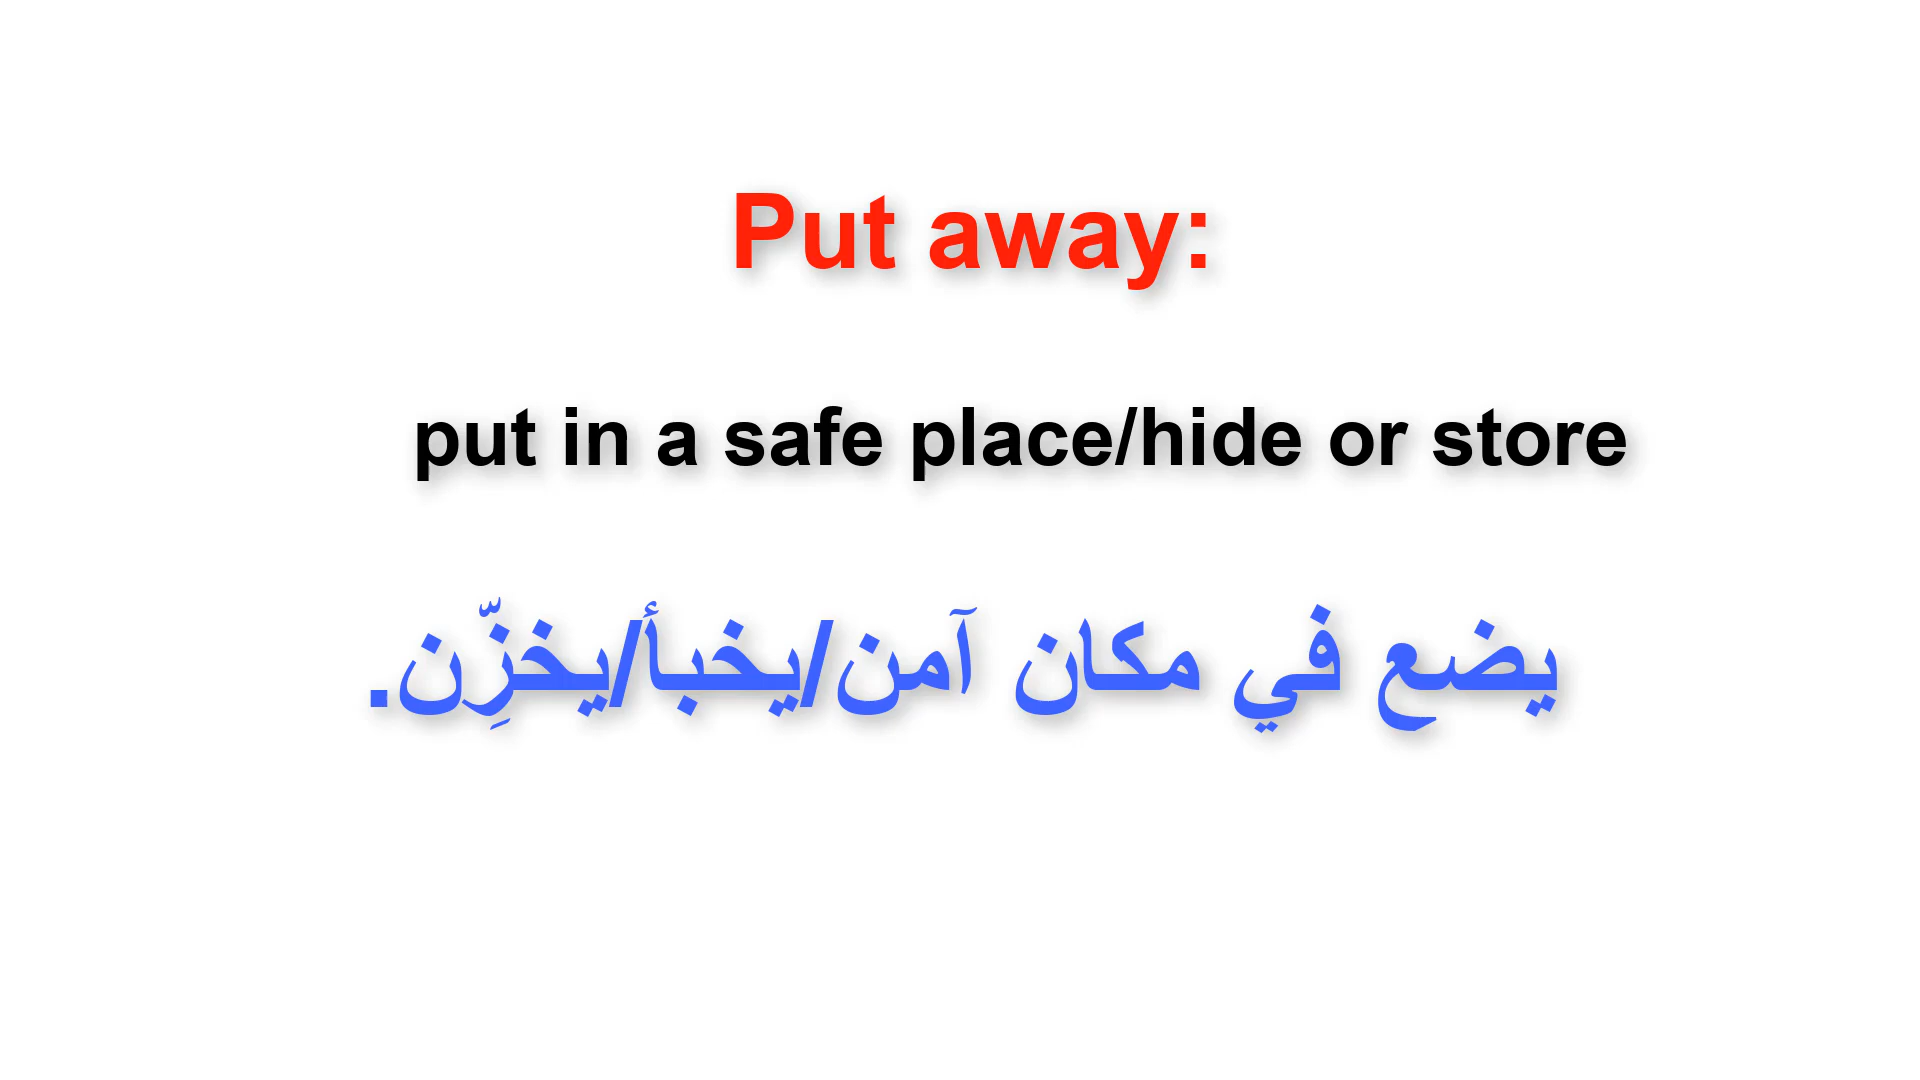 Put away:
put in a safe place/hide or store
يضع في مكان آمن/يخبأ/يخزِّن.